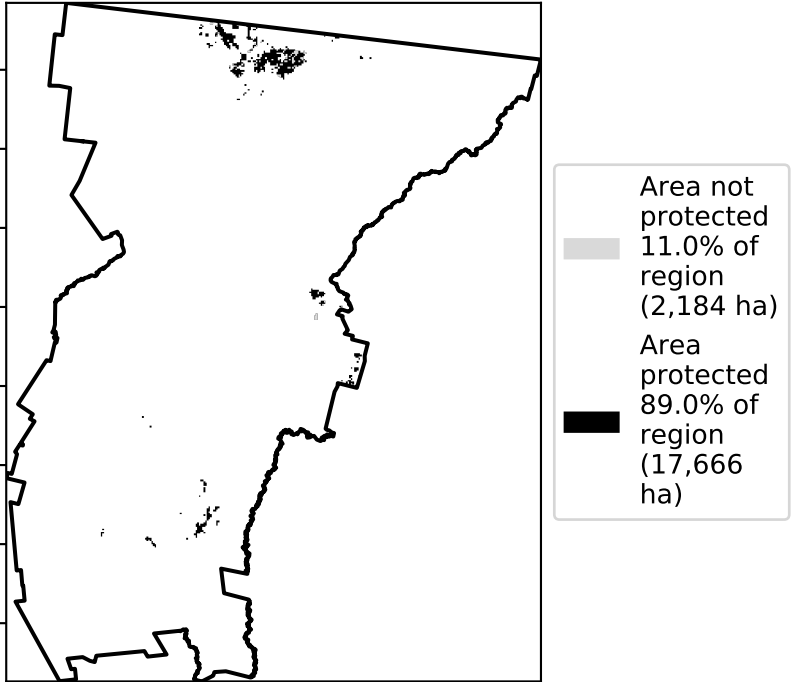 Area not
protected
11.0% of
region
(2,184 ha)
Area
protected
89.0% of
region
(17,666
ha)